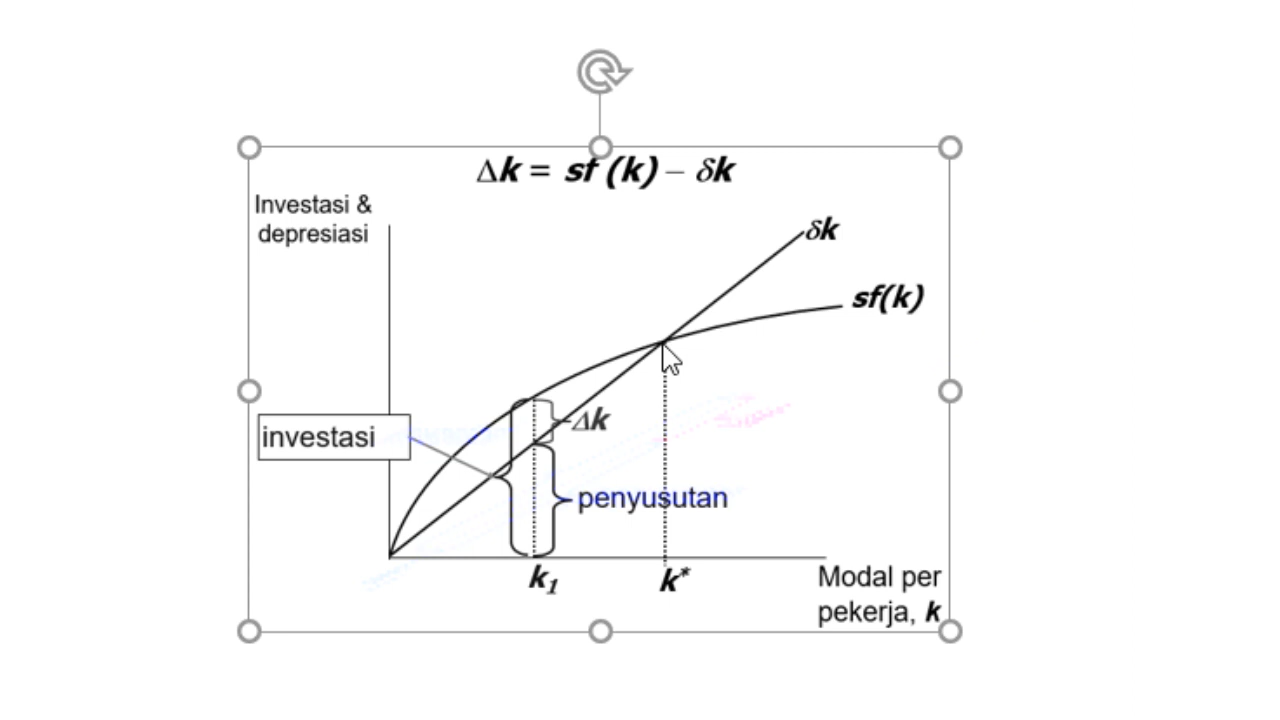 Δk = sf (k) – δk
Investasi &
depresiasi
δk
sf(k)
Δk
investasi
penyusutan
k₁
k*
Modal per
pekerja, k